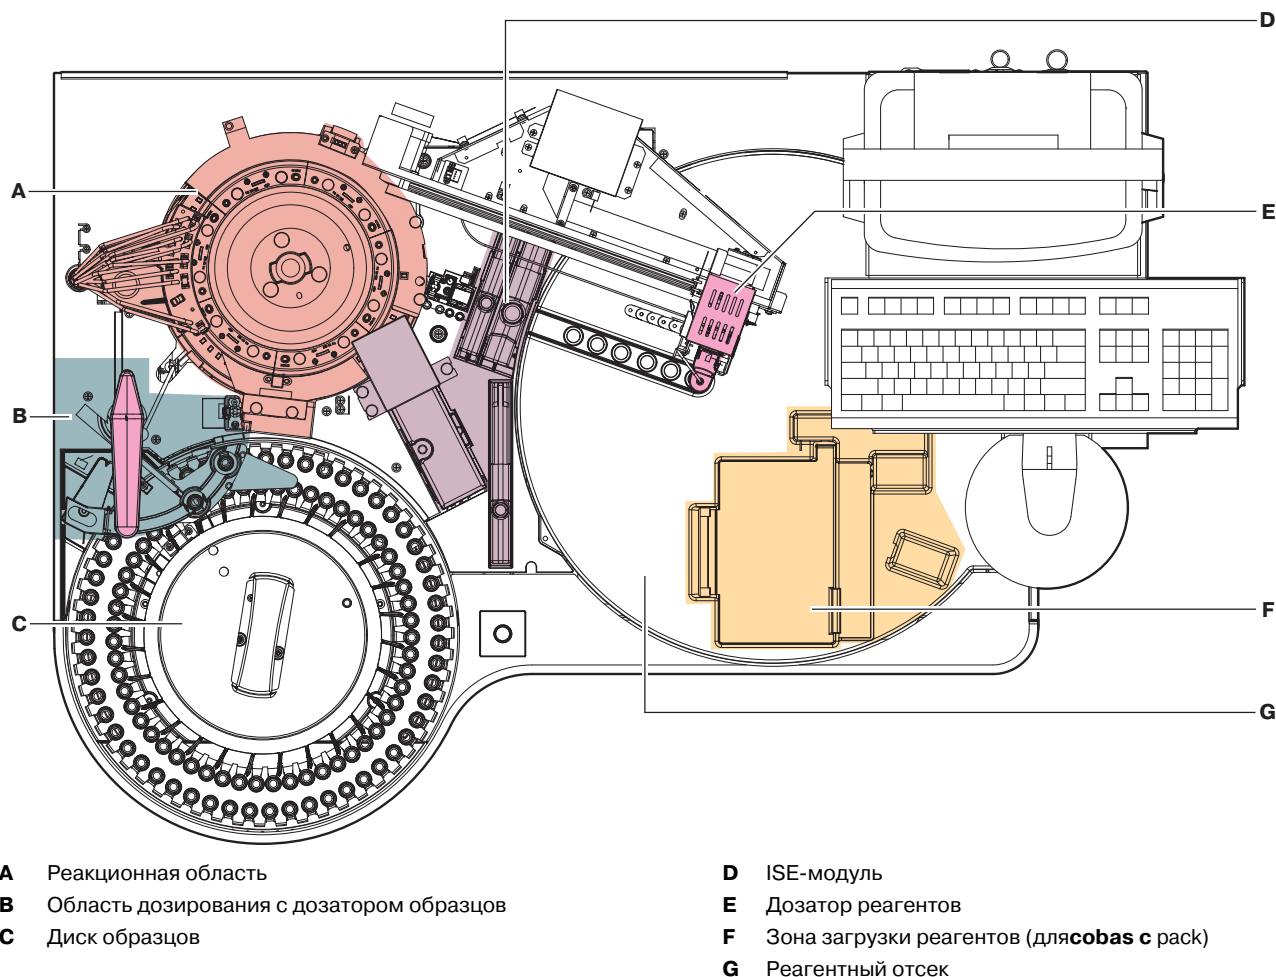 D
A
E
B
C
F
G
A Реакционная область
B Область дозирования с дозатором образцов
C Диск образцов
D ISE-модуль
E Дозатор реагентов
F Зона загрузки реагентов (дляcobas c pack)
G Реагентный отсек